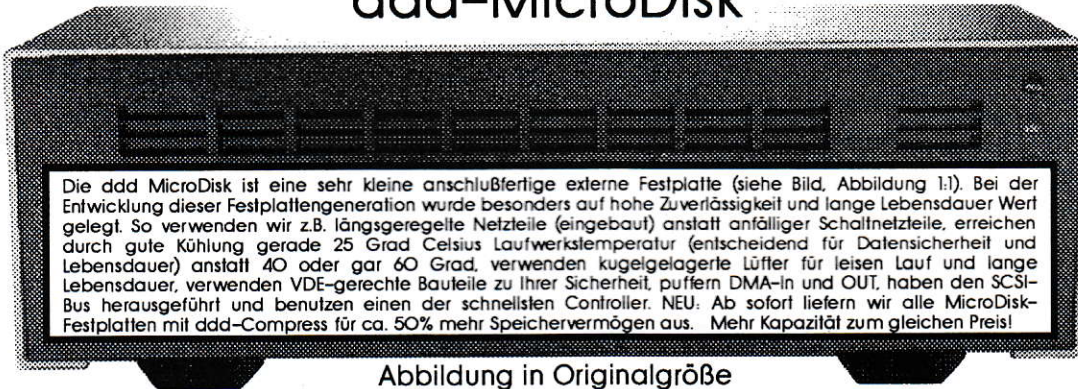 ddd-MicroDisk
Die ddd MicroDisk ist eine sehr kleine anschlußfertige externe Festplatte (siehe Bild, Abbildung 1:1). Bei der
Entwicklung dieser Festplattengeneration wurde besonders auf hohe Zuverlässigkeit und lange Lebensdauer Wert
gelegt. So verwenden wir z.B. längsgeregelte Netzteile (eingebaut) anstatt anfälliger Schaltnetzteile, erreichen
durch gute Kühlung gerade 25 Grad Celsius Laufwerkstemperatur (entscheidend für Datensicherheit und
Lebensdauer) anstatt 40 oder gar 60 Grad, verwenden kugelgelagerte Lüfter für leisen Lauf und lange
Lebensdauer, verwenden VDE-gerechte Bauteile zu Ihrer Sicherheit, puffern DMA-In und OUT, haben den SCSI-
Bus herausgeführt und benutzen einen der schnellsten Controller. NEU: Ab sofort liefern wir alle MicroDisk-
Festplatten mit ddd-Compress für ca. 50% mehr Speichervermögen aus. Mehr Kapazität zum gleichen Preis!
Abbildung in Originalgröße